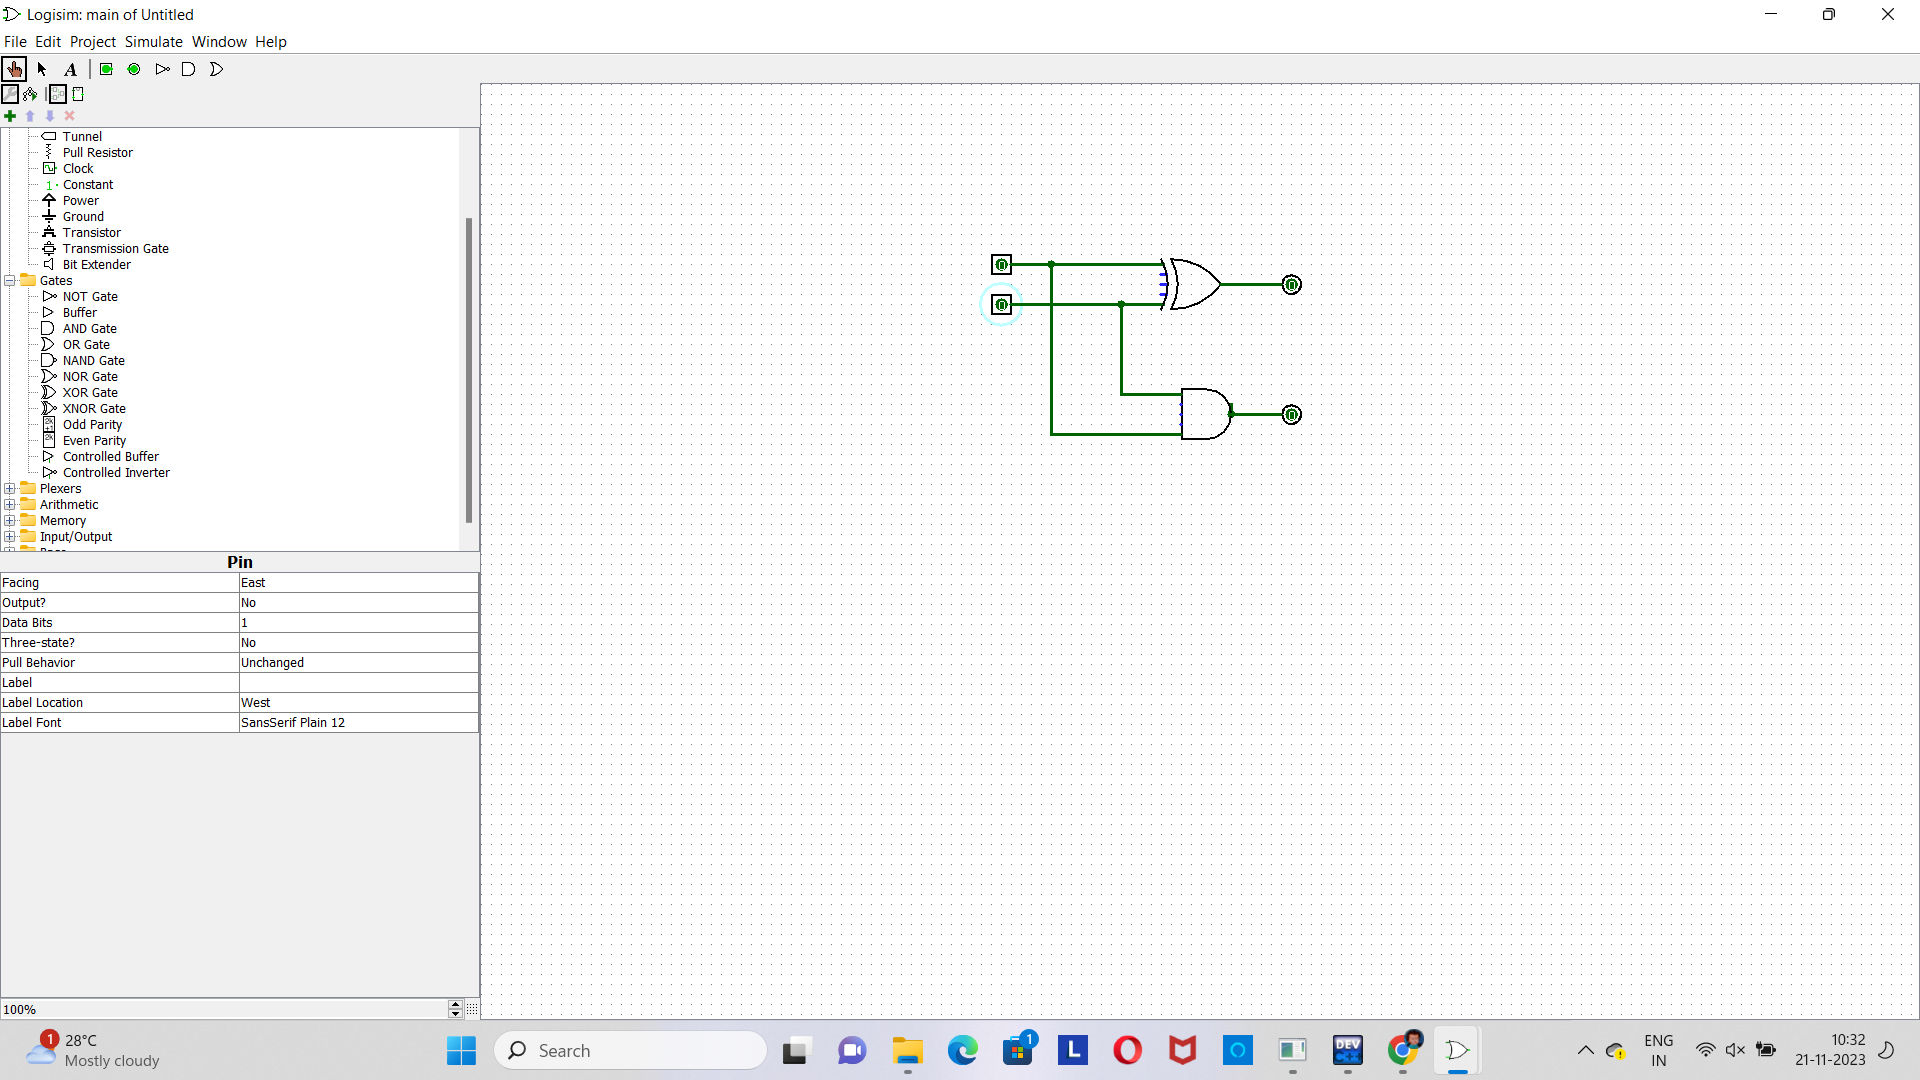 Logisim: main of Untitled
File Edit Project Simulate Window Help
A
Tunnel
Pull Resistor
Clock
1 Constant
Power
Ground
Transistor
Transmission Gate
Bit Extender
Gates
NOT Gate
Buffer
AND Gate
OR Gate
NAND Gate
NOR Gate
XOR Gate
XNOR Gate
Odd Parity
Even Parity
Controlled Buffer
Controlled Inverter
Plexers
Arithmetic
Memory
Input/Output
Pin
Facing East
Output? No
Data Bits 1
Three-state? No
Pull Behavior Unchanged
Label
Label Location West
Label Font SansSerif Plain 12
100%
0
0
0
0
1
28°C
Mostly cloudy
Search
1
L
DEV
C++
ENG
IN
10:32
21-11-2023